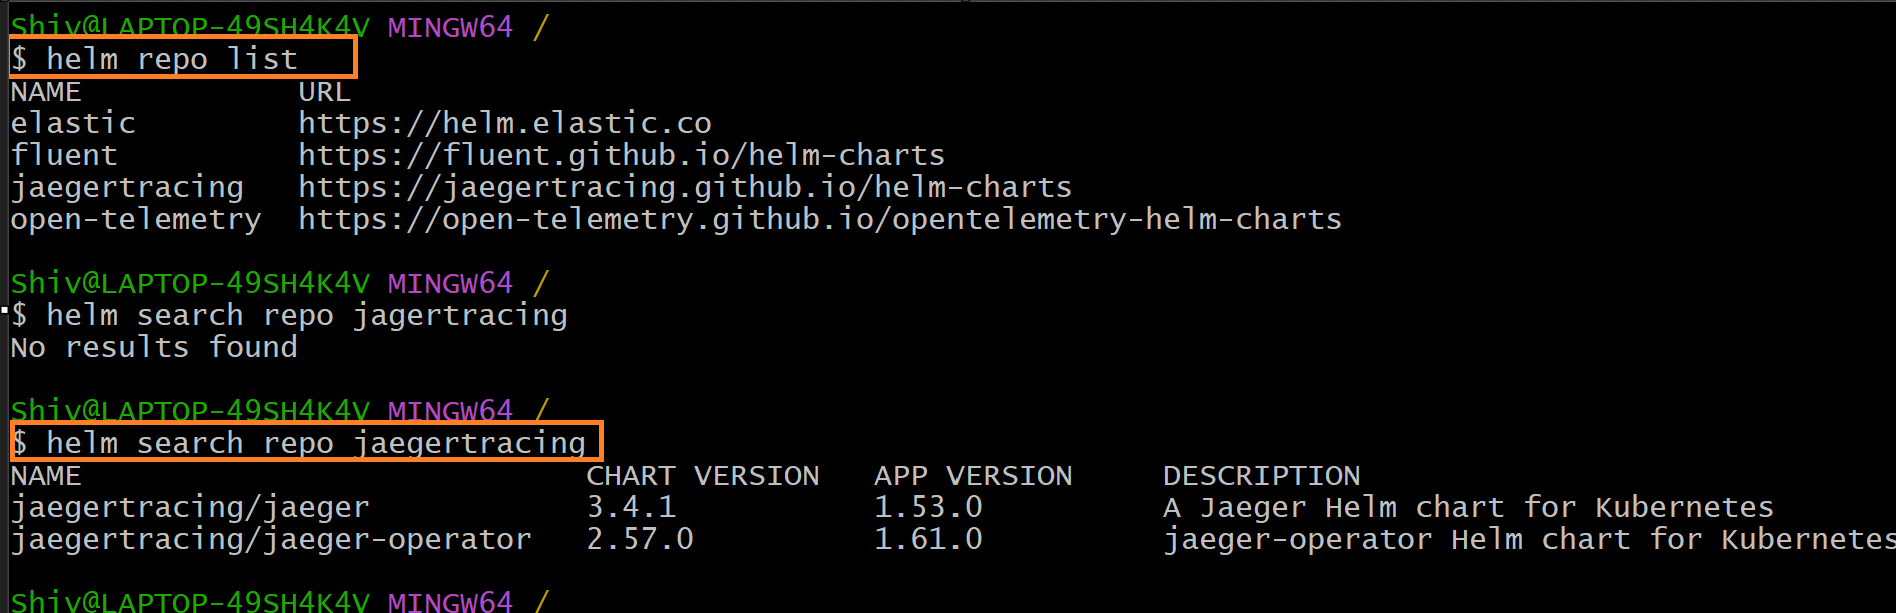 Shiv@LAPTOP-49SH4K4V MINGW64 /
$ helm repo list
NAME            URL
elastic         https://helm.elastic.co
fluent          https://fluent.github.io/helm-charts
jaegertracing   https://jaegertracing.github.io/helm-charts
open-telemetry  https://open-telemetry.github.io/opentelemetry-helm-charts
Shiv@LAPTOP-49SH4K4V MINGW64 /
$ helm search repo jagertracing
No results found
Shiv@LAPTOP-49SH4K4V MINGW64 /
$ helm search repo jaegertracing
NAME                            CHART VERSION   APP VERSION     DESCRIPTION
jaegertracing/jaeger            3.4.1           1.53.0          A Jaeger Helm chart for Kubernetes
jaegertracing/jaeger-operator   2.57.0          1.61.0          jaeger-operator Helm chart for Kubernetes
Shiv@LAPTOP-49SH4K4V MINGW64 /